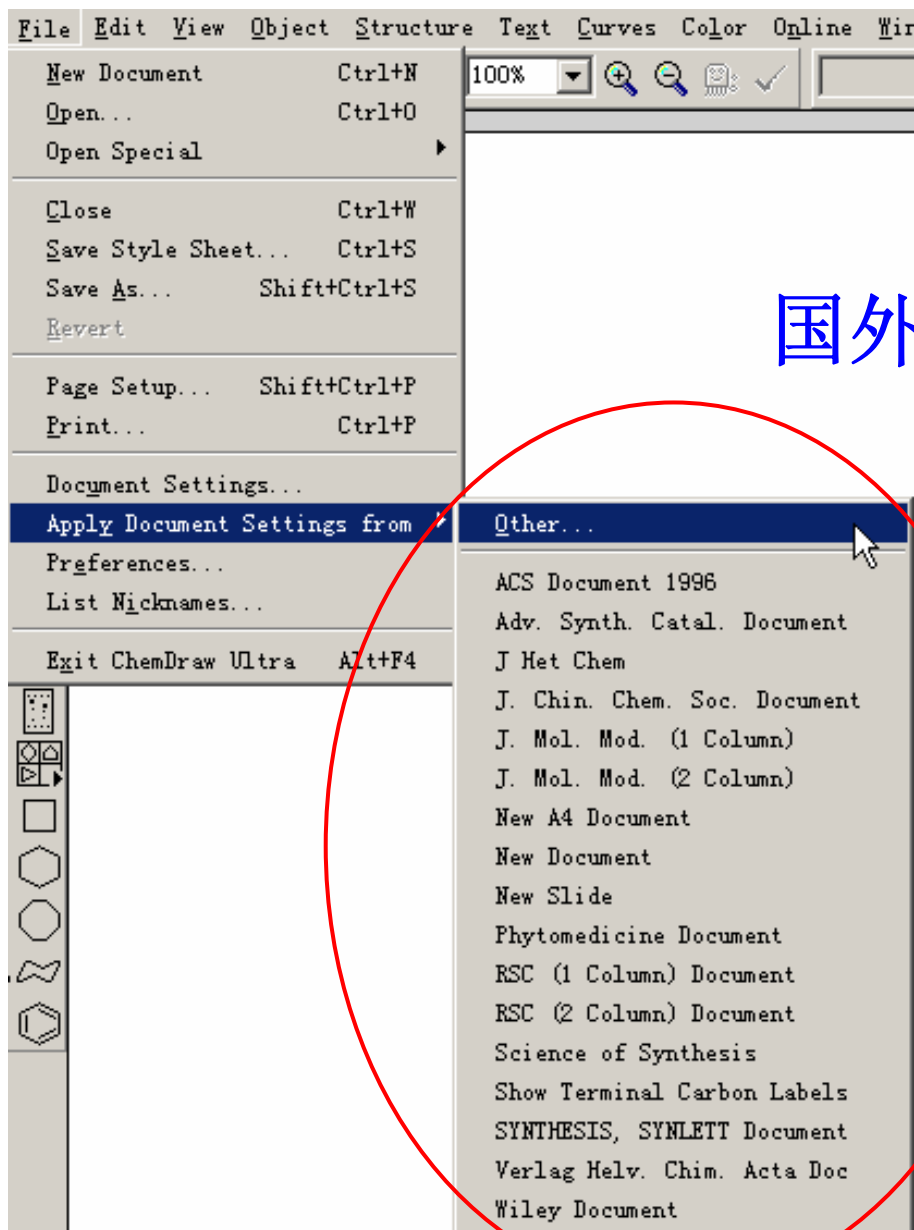 File Edit View Object Structure Text Curves Color Online
New Document Ctrl+N
100%
Open... Ctrl+O
Open Special
Close Ctrl+W
Save Style Sheet... Ctrl+S
Save As... Shift+Ctrl+S
Revert
国外
Page Setup... Shift+Ctrl+P
Print... Ctrl+P
Document Settings...
Apply Document Settings from
Preferences...
List Nicknames...
Exit ChemDraw Ultra Alt+F4
Other...
ACS Document 1996
Adv. Synth. Catal. Document
J Het Chem
J. Chin. Chem. Soc. Document
J. Mol. Mod. (1 Column)
J. Mol. Mod. (2 Column)
New A4 Document
New Document
New Slide
Phytomedicine Document
RSC (1 Column) Document
RSC (2 Column) Document
Science of Synthesis
Show Terminal Carbon Labels
SYNTHESIS, SYNLETT Document
Verlag Helv. Chim. Acta Doc
Wiley Document